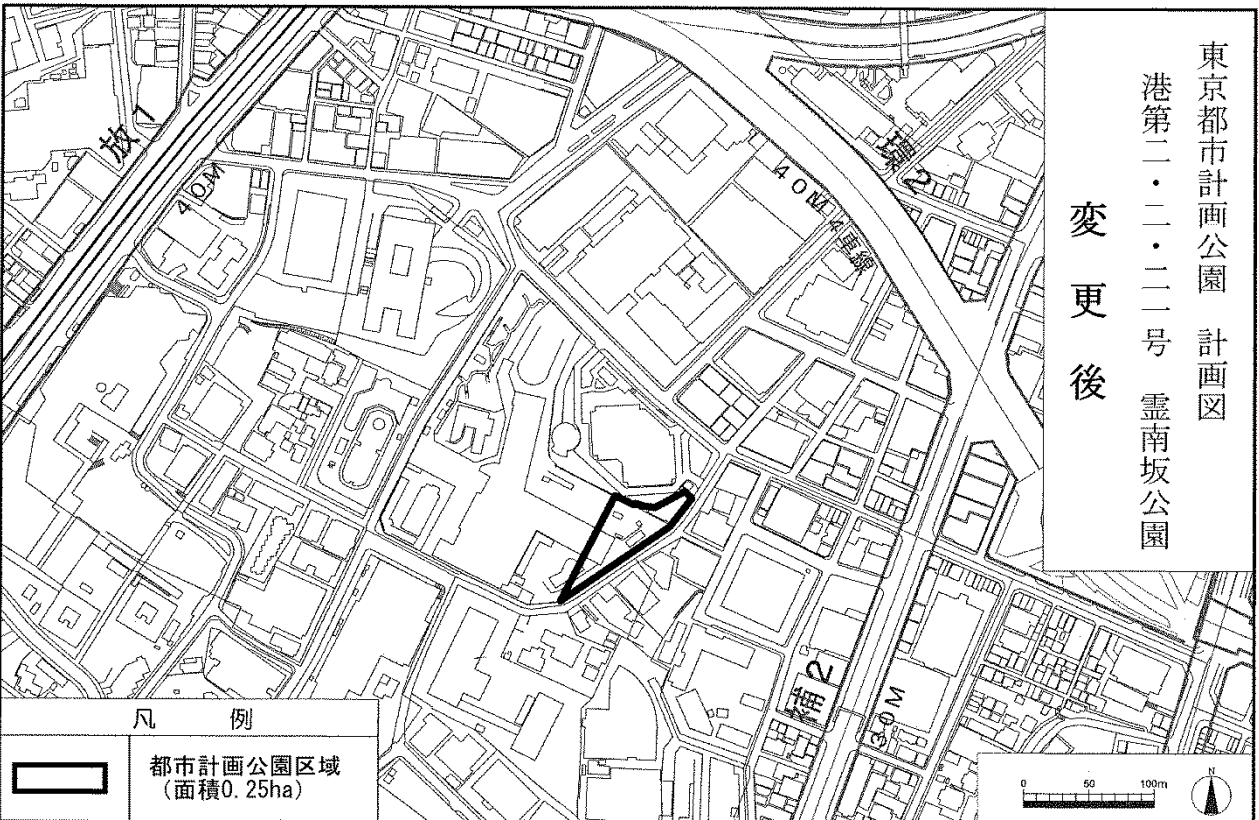 東京都市計画公園 計画図
港第二・二・二一号 霊南坂公園
変更後
放1
40M
環2
40M 4車線
補2
30M
凡 例
都市計画公園区域
(面積0.25ha)
0 50 100m
N